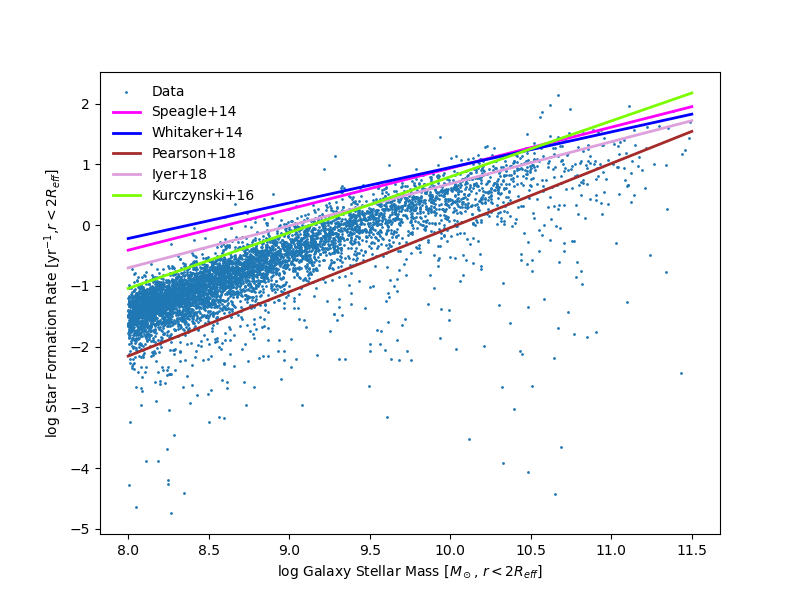 Data
Speagle+14
Whitaker+14
Pearson+18
Iyer+18
Kurczynski+16
2
1
0
−1
−2
−3
−4
−5
log Star Formation Rate [yr⁻¹, r < 2R_eff]
8.0 8.5 9.0 9.5 10.0 10.5 11.0 11.5
log Galaxy Stellar Mass [M_⊙, r < 2R_eff]